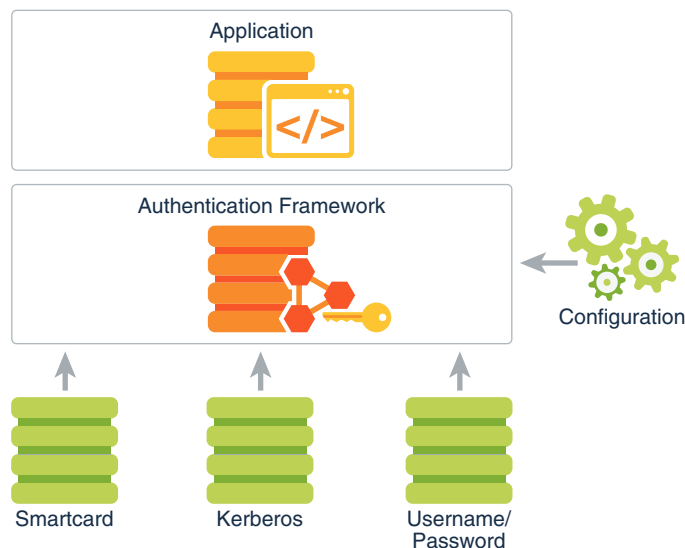 Application
</>
Authentication Framework
Configuration
Smartcard
Kerberos
Username/
Password